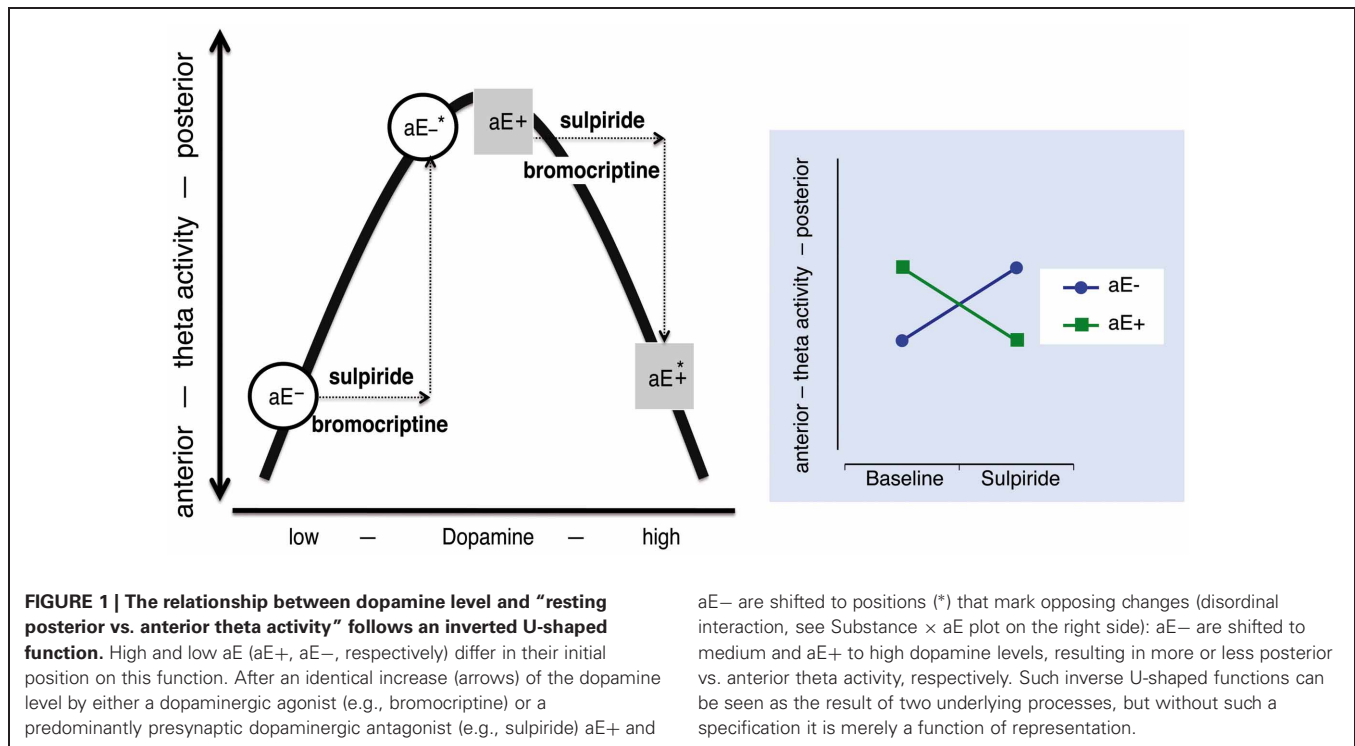 anterior — theta activity — posterior
aE–*
aE+
sulpiride
bromocriptine
aE–
sulpiride
bromocriptine
aE+*
low — Dopamine — high
anterior – theta activity – posterior
aE-
aE+
Baseline Sulpiride
FIGURE 1 | The relationship between dopamine level and “resting
posterior vs. anterior theta activity” follows an inverted U-shaped
function. High and low aE (aE+, aE−, respectively) differ in their initial
position on this function. After an identical increase (arrows) of the dopamine
level by either a dopaminergic agonist (e.g., bromocriptine) or a
predominantly presynaptic dopaminergic antagonist (e.g., sulpiride) aE+ and
aE− are shifted to positions (*) that mark opposing changes (disordinal
interaction, see Substance × aE plot on the right side): aE− are shifted to
medium and aE+ to high dopamine levels, resulting in more or less posterior
vs. anterior theta activity, respectively. Such inverse U-shaped functions can
be seen as the result of two underlying processes, but without such a
specification it is merely a function of representation.